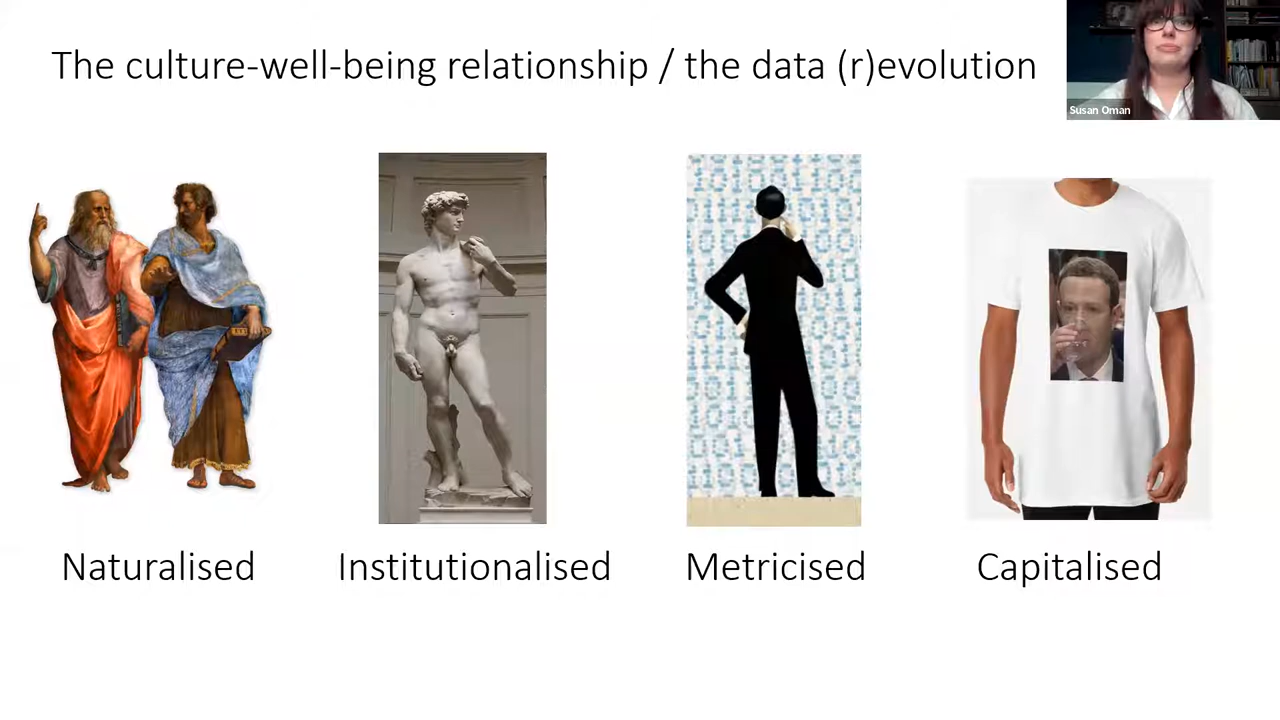 The culture-well-being relationship / the data (r)evolution
Susan Oman
Naturalised
Institutionalised
Metricised
Capitalised